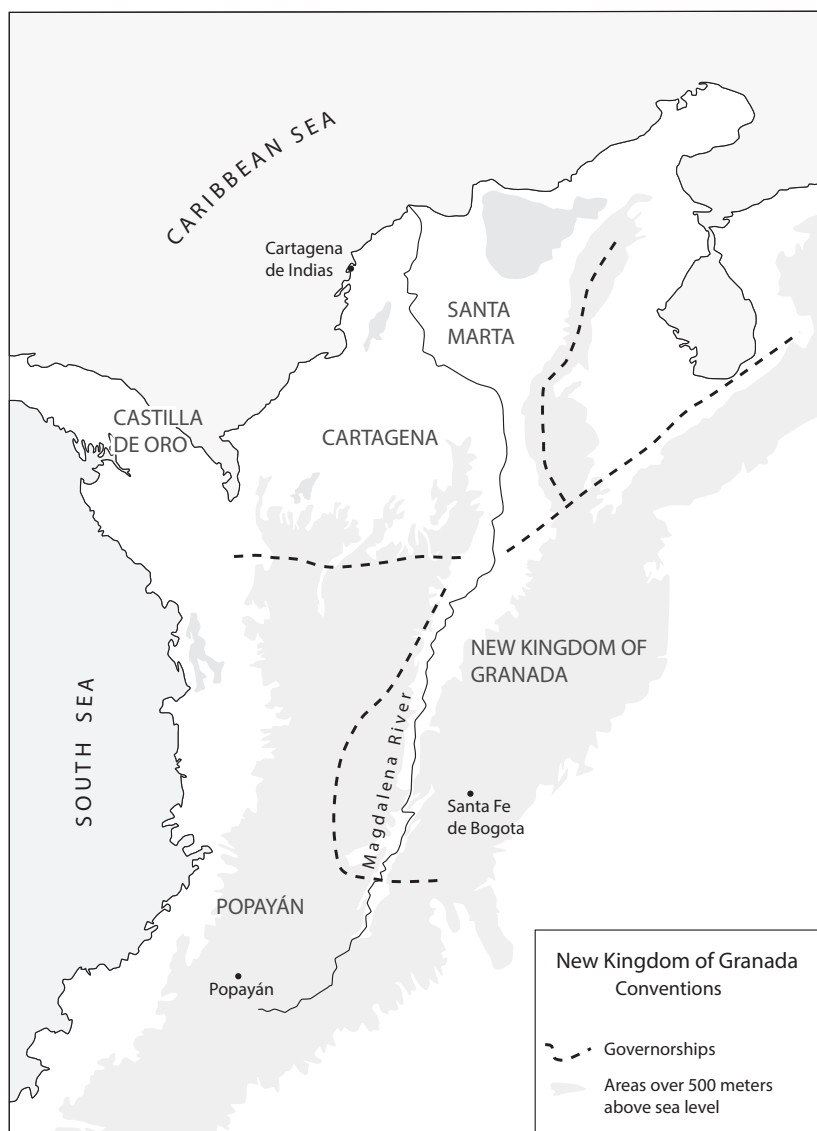 CARIBBEAN SEA
Cartagena
de Indias
SANTA
MARTA
CASTILLA
DE ORO
CARTAGENA
NEW KINGDOM OF
GRANADA
SOUTH SEA
Magdalena River
Santa Fe
de Bogota
POPAYÁN
Popayán
New Kingdom of Granada
Conventions
Governorships
Areas over 500 meters
above sea level